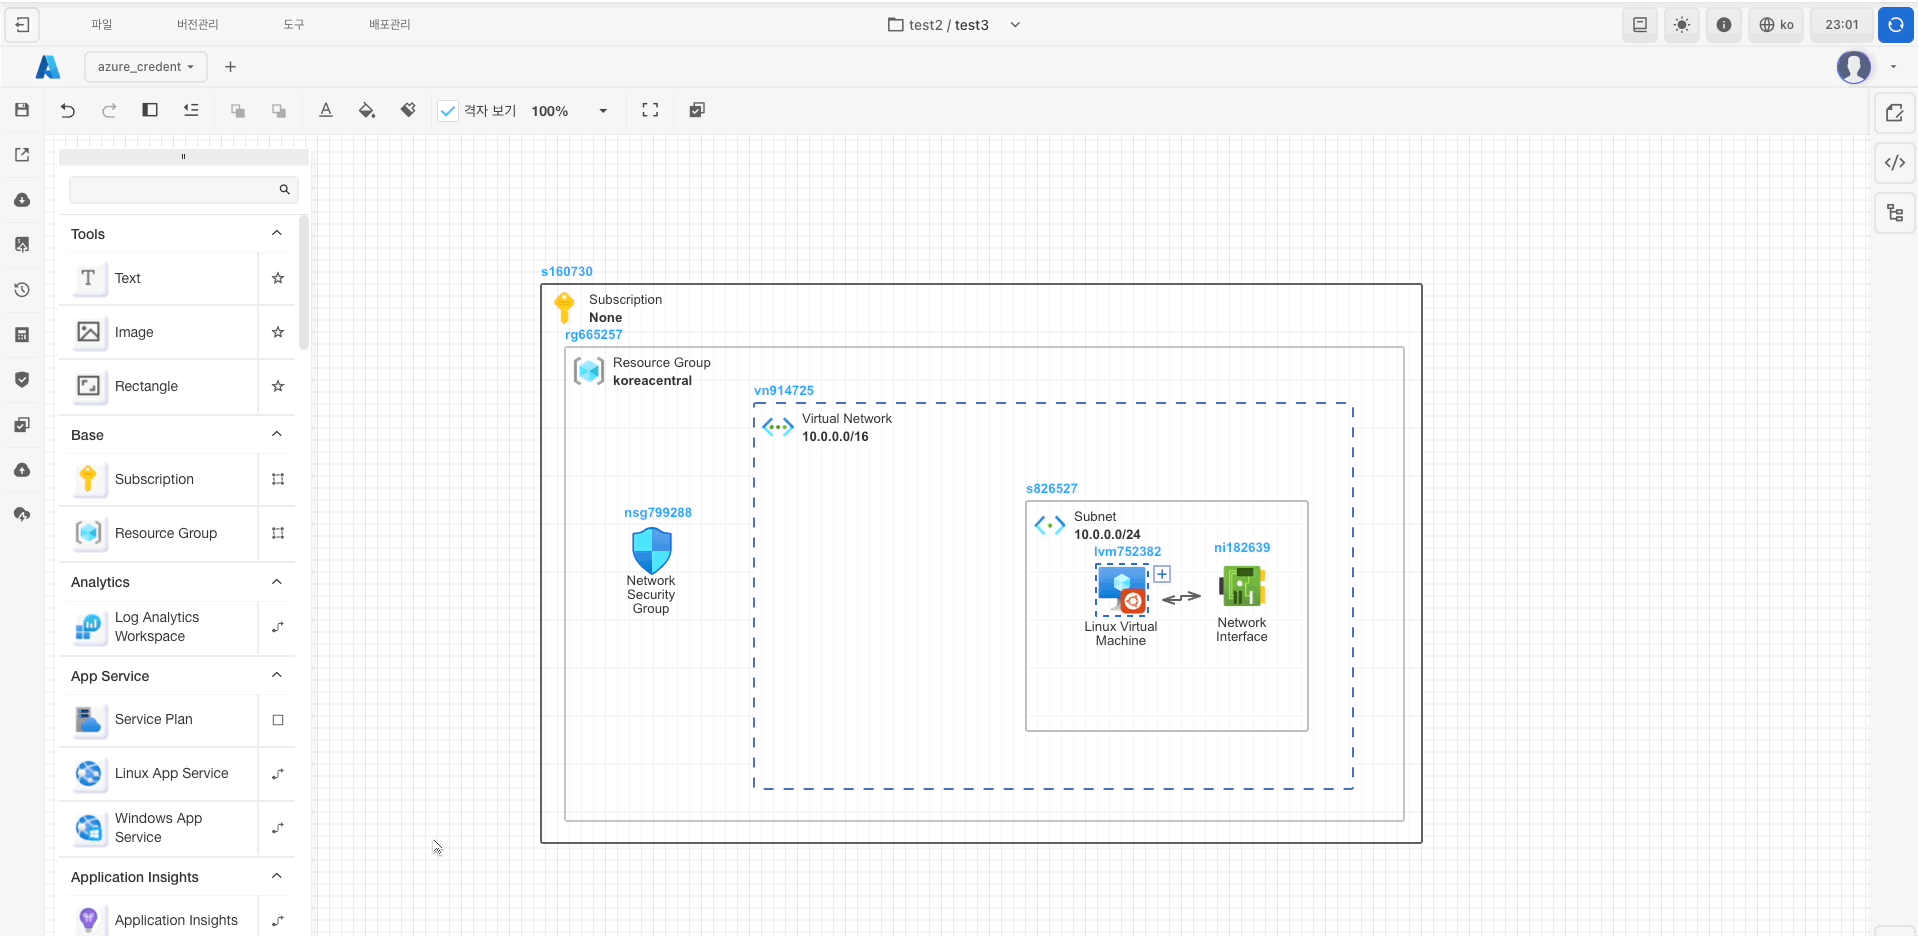 파일 버전관리 도구 배포관리 test2 / test3 ko 23:01
azure_credent
격자 보기 100%
Tools
Text
Image
Rectangle
Base
Subscription
Resource Group
Analytics
Log Analytics
Workspace
App Service
Service Plan
Linux App Service
Windows App
Service
Application Insights
Application Insights
s160730
Subscription
None
rg665257
Resource Group
koreacentral
vn914725
Virtual Network
10.0.0.0/16
nsg799288
Network
Security
Group
s826527
Subnet
10.0.0.0/24
lvm752382
Linux Virtual
Machine
ni182639
Network
Interface